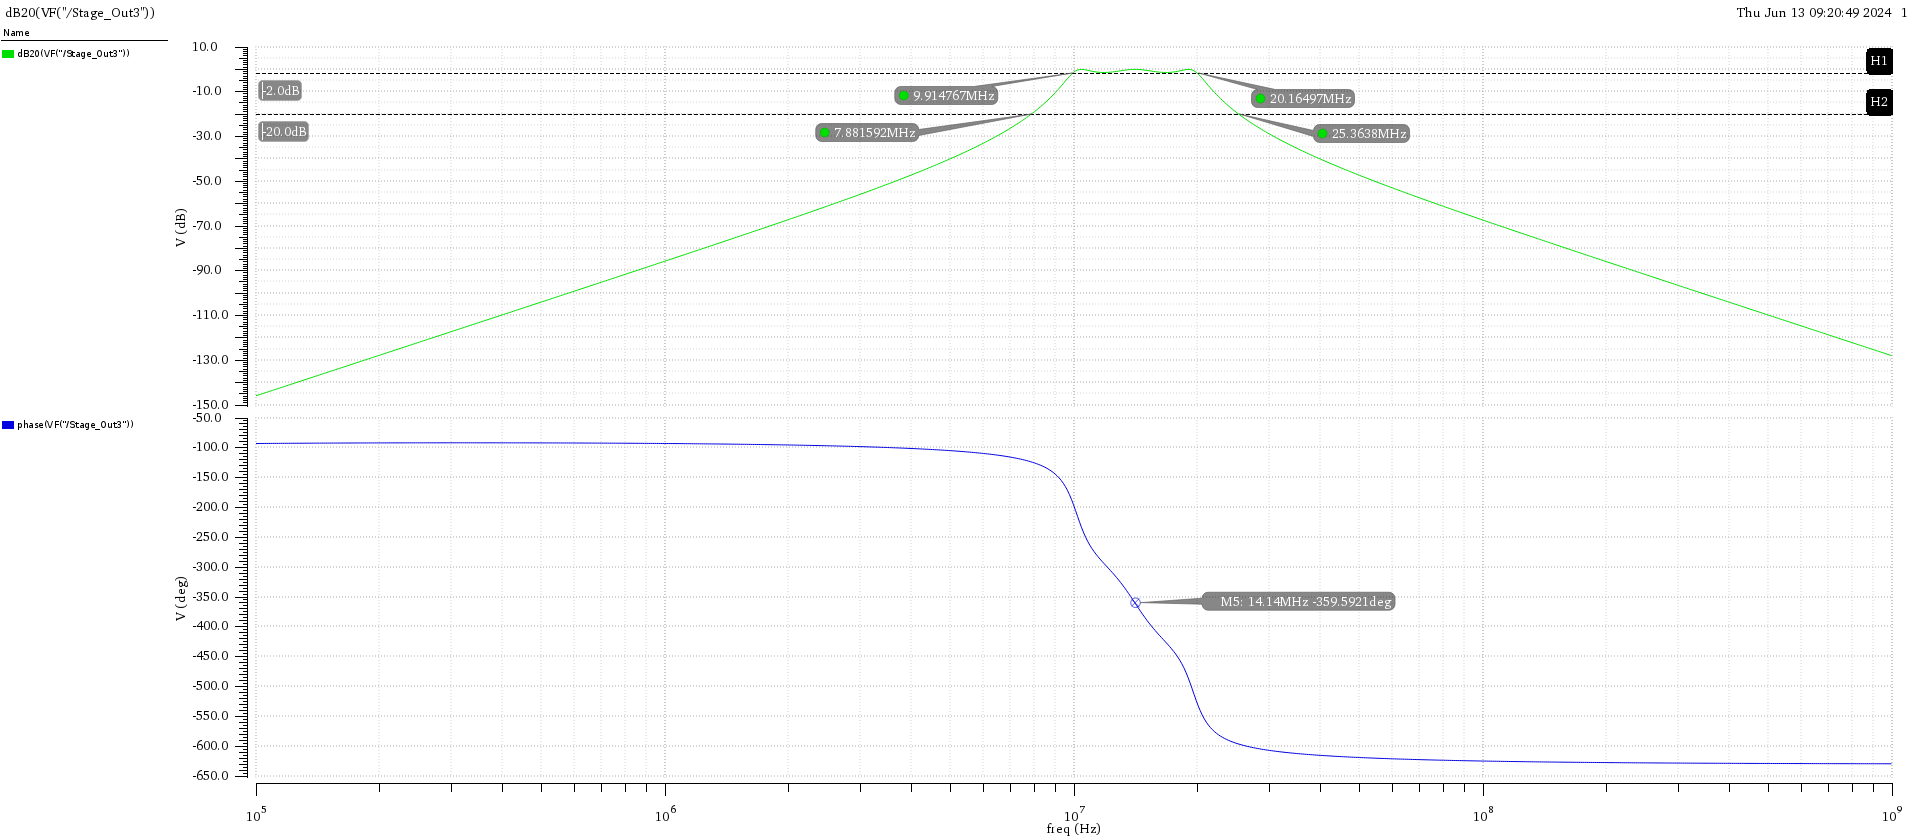 dB20(VF("/Stage_Out3"))
Thu Jun 13 09:20:49 2024 1
Name
dB20(VF("/Stage_Out3"))
10.0
-10.0
-30.0
-50.0
-70.0
-90.0
-110.0
-130.0
-150.0
V (dB)
-2.0dB
-20.0dB
9.914767MHz
20.16497MHz
7.881592MHz
25.3638MHz
H1
H2
phase(VF("/Stage_Out3"))
-50.0
-100.0
-150.0
-200.0
-250.0
-300.0
-350.0
-400.0
-450.0
-500.0
-550.0
-600.0
-650.0
V (deg)
M5: 14.14MHz -359.5921deg
10^5 10^6 10^7 10^8 10^9
freq (Hz)